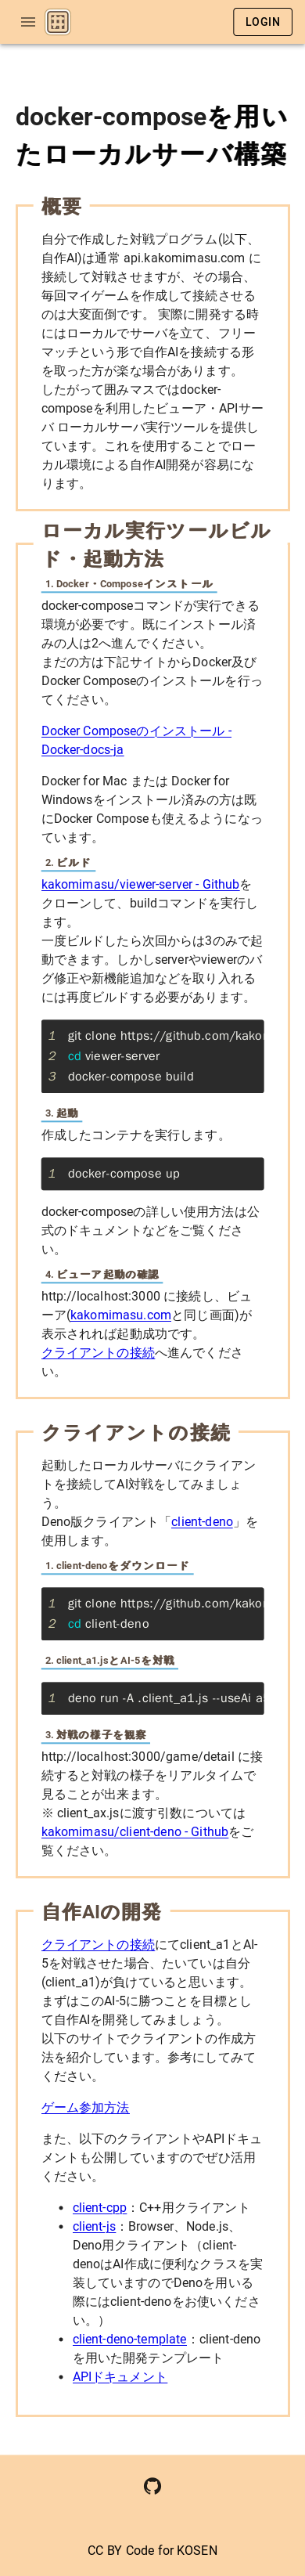 LOGIN
docker-composeを用い
たローカルサーバ構築
概要
自分で作成した対戦プログラム(以下、
自作AI)は通常 api.kakomimasu.com に
接続して対戦させますが、その場合、
毎回マイゲームを作成して接続させる
のは大変面倒です。 実際に開発する時
にはローカルでサーバを立て、フリー
マッチという形で自作AIを接続する形
を取った方が楽な場合があります。
したがって囲みマスではdocker-
composeを利用したビューア・APIサー
バ ローカルサーバ実行ツールを提供し
ています。これを使用することでロー
カル環境による自作AI開発が容易にな
ります。
ローカル実行ツールビル
ド・起動方法
1. Docker・Composeインストール
docker-composeコマンドが実行できる
環境が必要です。既にインストール済
みの人は2へ進んでください。
まだの方は下記サイトからDocker及び
Docker Composeのインストールを行っ
てください。
Docker Composeのインストール -
Docker-docs-ja
Docker for Mac または Docker for
Windowsをインストール済みの方は既
にDocker Composeも使えるようになっ
ています。
2. ビルド
kakomimasu/viewer-server - Githubを
クローンして、buildコマンドを実行し
ます。
一度ビルドしたら次回からは3のみで起
動できます。しかしserverやviewerのバ
グ修正や新機能追加などを取り入れる
には再度ビルドする必要があります。
1 git clone https://github.com/kako
2 cd viewer-server
3 docker-compose build
3. 起動
作成したコンテナを実行します。
1 docker-compose up
docker-composeの詳しい使用方法は公
式のドキュメントなどをご覧くださ
い。
4. ビューア起動の確認
http://localhost:3000 に接続し、ビュ
ーア(kakomimasu.comと同じ画面)が
表示されれば起動成功です。
クライアントの接続へ進んでくださ
い。
クライアントの接続
起動したローカルサーバにクライアン
トを接続してAI対戦をしてみましょ
う。
Deno版クライアント「client-deno」を
使用します。
1. client-denoをダウンロード
1 git clone https://github.com/kako
2 cd client-deno
2. client_a1.jsとAI-5を対戦
1 deno run -A .client_a1.js --useAi a
3. 対戦の様子を観察
http://localhost:3000/game/detail に接
続すると対戦の様子をリアルタイムで
見ることが出来ます。
※ client_ax.jsに渡す引数については
kakomimasu/client-deno - Githubをご
覧ください。
自作AIの開発
クライアントの接続にてclient_a1とAI-
5を対戦させた場合、たいていは自分
(client_a1)が負けていると思います。
まずはこのAI-5に勝つことを目標とし
て自作AIを開発してみましょう。
以下のサイトでクライアントの作成方
法を紹介しています。参考にしてみて
ください。
ゲーム参加方法
また、以下のクライアントやAPIドキュ
メントも公開していますのでぜひ活用
ください。
• client-cpp：C++用クライアント
• client-js：Browser、Node.js、
Deno用クライアント（client-
denoはAI作成に便利なクラスを実
装していますのでDenoを用いる
際にはclient-denoをお使いくださ
い。）
• client-deno-template：client-deno
を用いた開発テンプレート
• APIドキュメント
CC BY Code for KOSEN